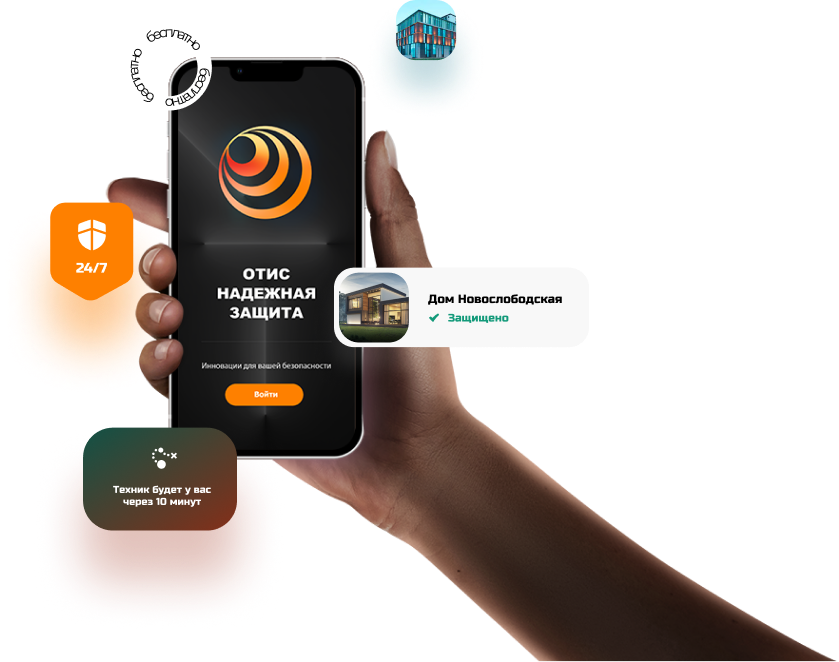 бесплатно
бесплатно
бесплатно
24/7
ОТИС
НАДЕЖНАЯ
ЗАЩИТА
Инновации для вашей безопасности
Войти
Дом Новослободская
Защищено
Техник будет у вас
через 10 минут